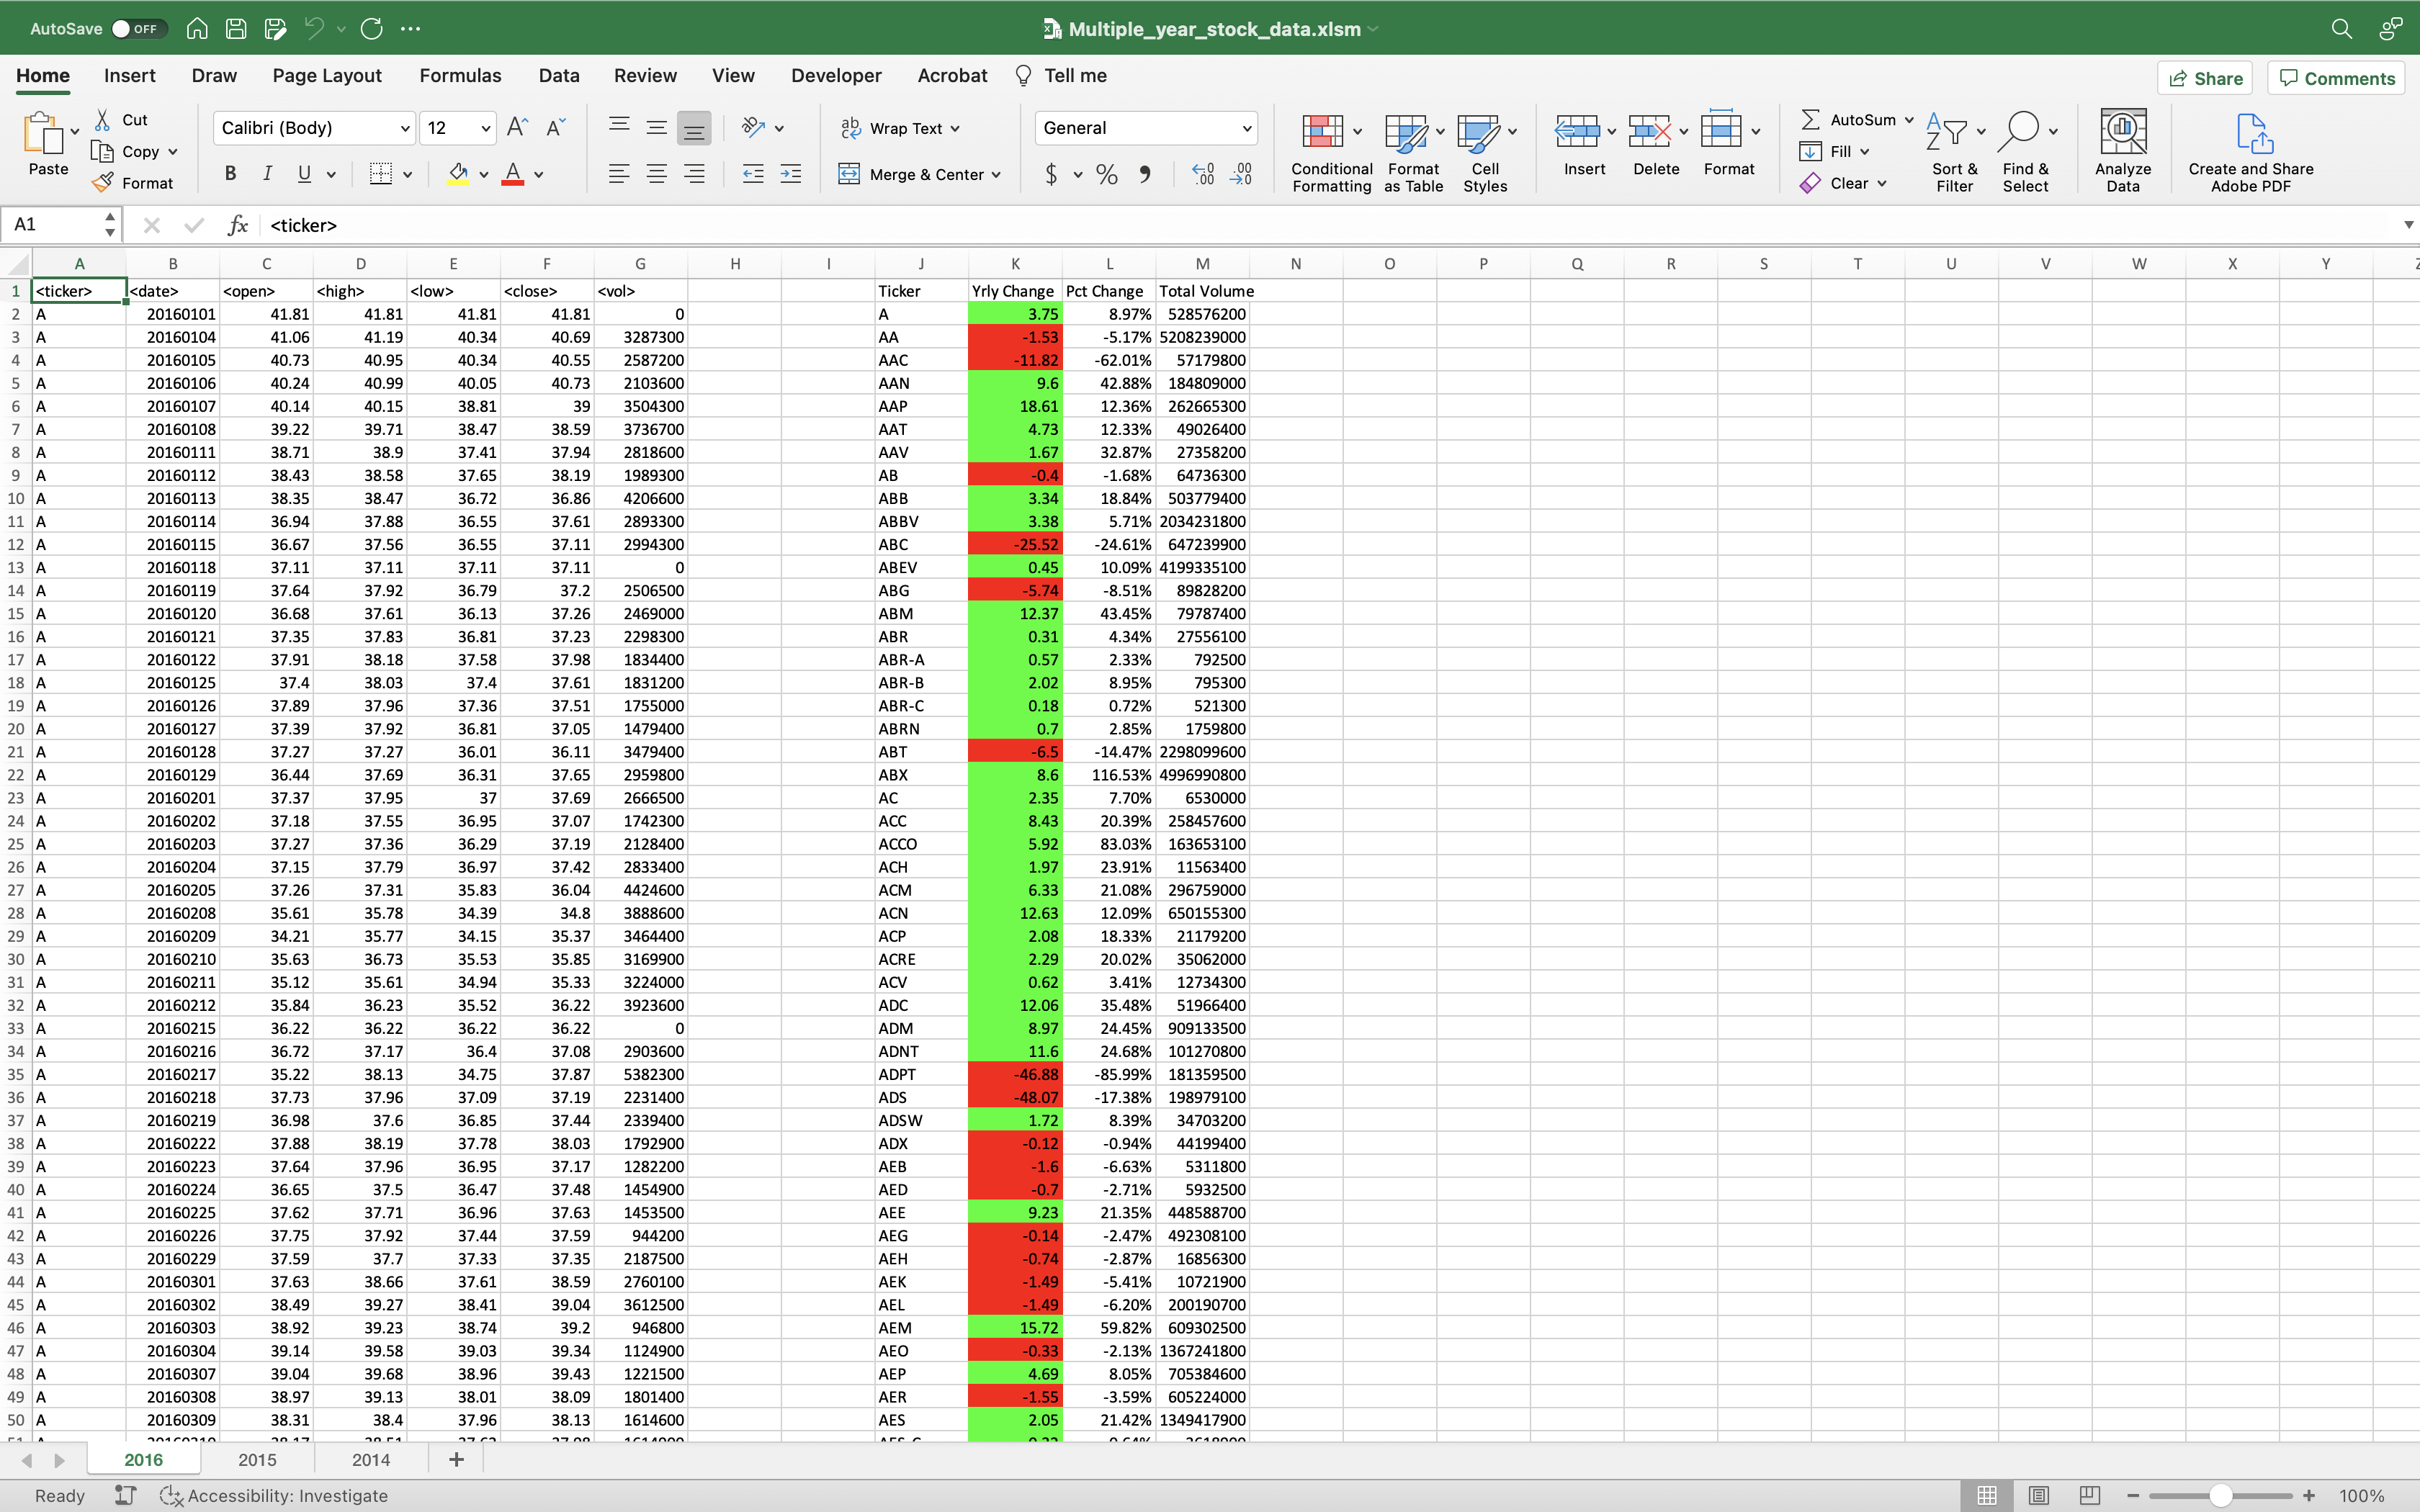 AutoSave OFF Multiple_year_stock_data.xlsm
Home Insert Draw Page Layout Formulas Data Review View Developer Acrobat Tell me Share Comments
Paste Cut Copy Format
Calibri (Body) 12
B I U A
Wrap Text
Merge & Center
General
$ % 9
Conditional Formatting
Format as Table
Cell Styles
Insert Delete Format
AutoSum
Fill
Clear
Sort & Filter
Find & Select
Analyze Data
Create and Share Adobe PDF
A1 fx <ticker>
A B C D E F G H I J K L M N O P Q R S T U V W X Y
1 <ticker> <date> <open> <high> <low> <close> <vol> Ticker Yrly Change Pct Change Total Volume
2 A 20160101 41.81 41.81 41.81 41.81 0 A 3.75 8.97% 528576200
3 A 20160104 41.06 41.19 40.34 40.69 3287300 AA -1.53 -5.17% 5208239000
4 A 20160105 40.73 40.95 40.34 40.55 2587200 AAC -11.82 -62.01% 57179800
5 A 20160106 40.24 40.99 40.05 40.73 2103600 AAN 9.6 42.88% 184809000
6 A 20160107 40.14 40.15 38.81 39 3504300 AAP 18.61 12.36% 262665300
7 A 20160108 39.22 39.71 38.47 38.59 3736700 AAT 4.73 12.33% 49026400
8 A 20160111 38.71 38.9 37.41 37.94 2818600 AAV 1.67 32.87% 27358200
9 A 20160112 38.43 38.58 37.65 38.19 1989300 AB -0.4 -1.68% 64736300
10 A 20160113 38.35 38.47 36.72 36.86 4206600 ABB 3.34 18.84% 503779400
11 A 20160114 36.94 37.88 36.55 37.61 2893300 ABBV 3.38 5.71% 2034231800
12 A 20160115 36.67 37.56 36.55 37.11 2994300 ABC -25.52 -24.61% 647239900
13 A 20160118 37.11 37.11 37.11 37.11 0 ABEV 0.45 10.09% 4199335100
14 A 20160119 37.64 37.92 36.79 37.2 2506500 ABG -5.74 -8.51% 89828200
15 A 20160120 36.68 37.61 36.13 37.26 2469000 ABM 12.37 43.45% 79787400
16 A 20160121 37.35 37.83 36.81 37.23 2298300 ABR 0.31 4.34% 27556100
17 A 20160122 37.91 38.18 37.58 37.98 1834400 ABR-A 0.57 2.33% 792500
18 A 20160125 37.4 38.03 37.4 37.61 1831200 ABR-B 2.02 8.95% 795300
19 A 20160126 37.89 37.96 37.36 37.51 1755000 ABR-C 0.18 0.72% 521300
20 A 20160127 37.39 37.92 36.81 37.05 1479400 ABRN 0.7 2.85% 1759800
21 A 20160128 37.27 37.27 36.01 36.11 3479400 ABT -6.5 -14.47% 2298099600
22 A 20160129 36.44 37.69 36.31 37.65 2959800 ABX 8.6 116.53% 4996990800
23 A 20160201 37.37 37.95 37 37.69 2666500 AC 2.35 7.70% 6530000
24 A 20160202 37.18 37.55 36.95 37.07 1742300 ACC 8.43 20.39% 258457600
25 A 20160203 37.27 37.36 36.29 37.19 2128400 ACCO 5.92 83.03% 163653100
26 A 20160204 37.15 37.79 36.97 37.42 2833400 ACH 1.97 23.91% 11563400
27 A 20160205 37.26 37.31 35.83 36.04 4424600 ACM 6.33 21.08% 296759000
28 A 20160208 35.61 35.78 34.39 34.8 3888600 ACN 12.63 12.09% 650155300
29 A 20160209 34.21 35.77 34.15 35.37 3464400 ACP 2.08 18.33% 21179200
30 A 20160210 35.63 36.73 35.53 35.85 3169900 ACRE 2.29 20.02% 35062000
31 A 20160211 35.12 35.61 34.94 35.33 3224000 ACV 0.62 3.41% 12734300
32 A 20160212 35.84 36.23 35.52 36.22 3923600 ADC 12.06 35.48% 51966400
33 A 20160215 36.22 36.22 36.22 36.22 0 ADM 8.97 24.45% 909133500
34 A 20160216 36.72 37.17 36.4 37.08 2903600 ADNT 11.6 24.68% 101270800
35 A 20160217 35.22 38.13 34.75 37.87 5382300 ADPT -46.88 -85.99% 181359500
36 A 20160218 37.73 37.96 37.09 37.19 2231400 ADS -48.07 -17.38% 198979100
37 A 20160219 36.98 37.6 36.85 37.44 2339400 ADSW 1.72 8.39% 34703200
38 A 20160222 37.88 38.19 37.78 38.03 1792900 ADX -0.12 -0.94% 44199400
39 A 20160223 37.64 37.96 36.95 37.17 1282200 AEB -1.6 -6.63% 5311800
40 A 20160224 36.65 37.5 36.47 37.48 1454900 AED -0.7 -2.71% 5932500
41 A 20160225 37.62 37.71 36.96 37.63 1453500 AEE 9.23 21.35% 448588700
42 A 20160226 37.75 37.92 37.44 37.59 944200 AEG -0.14 -2.47% 492308100
43 A 20160229 37.59 37.7 37.33 37.35 2187500 AEH -0.74 -2.87% 16856300
44 A 20160301 37.63 38.66 37.61 38.59 2760100 AEK -1.49 -5.41% 10721900
45 A 20160302 38.49 39.27 38.41 39.04 3612500 AEL -1.49 -6.20% 200190700
46 A 20160303 38.92 39.23 38.74 39.2 946800 AEM 15.72 59.82% 609302500
47 A 20160304 39.14 39.58 39.03 39.34 1124900 AEO -0.33 -2.13% 1367241800
48 A 20160307 39.04 39.68 38.96 39.43 1221500 AEP 4.69 8.05% 705384600
49 A 20160308 38.97 39.13 38.01 38.09 1801400 AER -1.55 -3.59% 605224000
50 A 20160309 38.31 38.4 37.96 38.13 1614600 AES 2.05 21.42% 1349417900
2016 2015 2014 +
Ready Accessibility: Investigate 100%